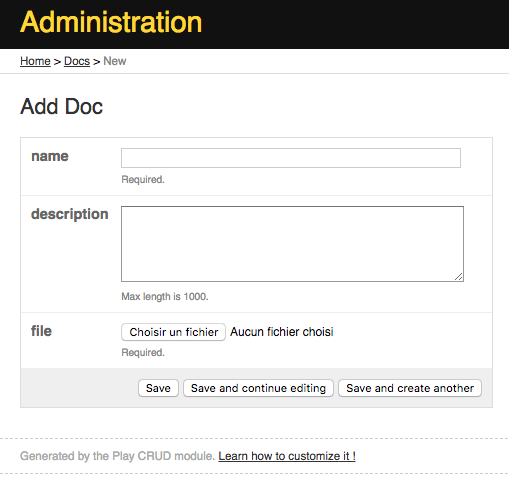 Administration
Home > Docs > New
Add Doc
name
Required.
description
Max length is 1000.
file
Choisir un fichier Aucun fichier choisi
Required.
Save Save and continue editing Save and create another
Generated by the Play CRUD module. Learn how to customize it !